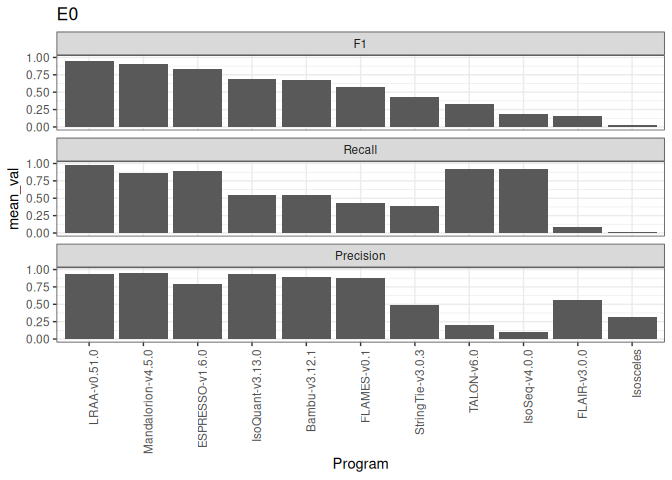 E0
F1
1.00
0.75
0.50
0.25
0.00
Recall
1.00
0.75
0.50
0.25
0.00
Precision
1.00
0.75
0.50
0.25
0.00
mean_val
LRAA-v0.51.0
Mandalorion-v4.5.0
ESPRESSO-v1.6.0
IsoQuant-v3.13.0
Bambu-v3.12.1
FLAMES-v0.1
StringTie-v3.0.3
TALON-v6.0
IsoSeq-v4.0.0
FLAIR-v3.0.0
Isosceles
Program